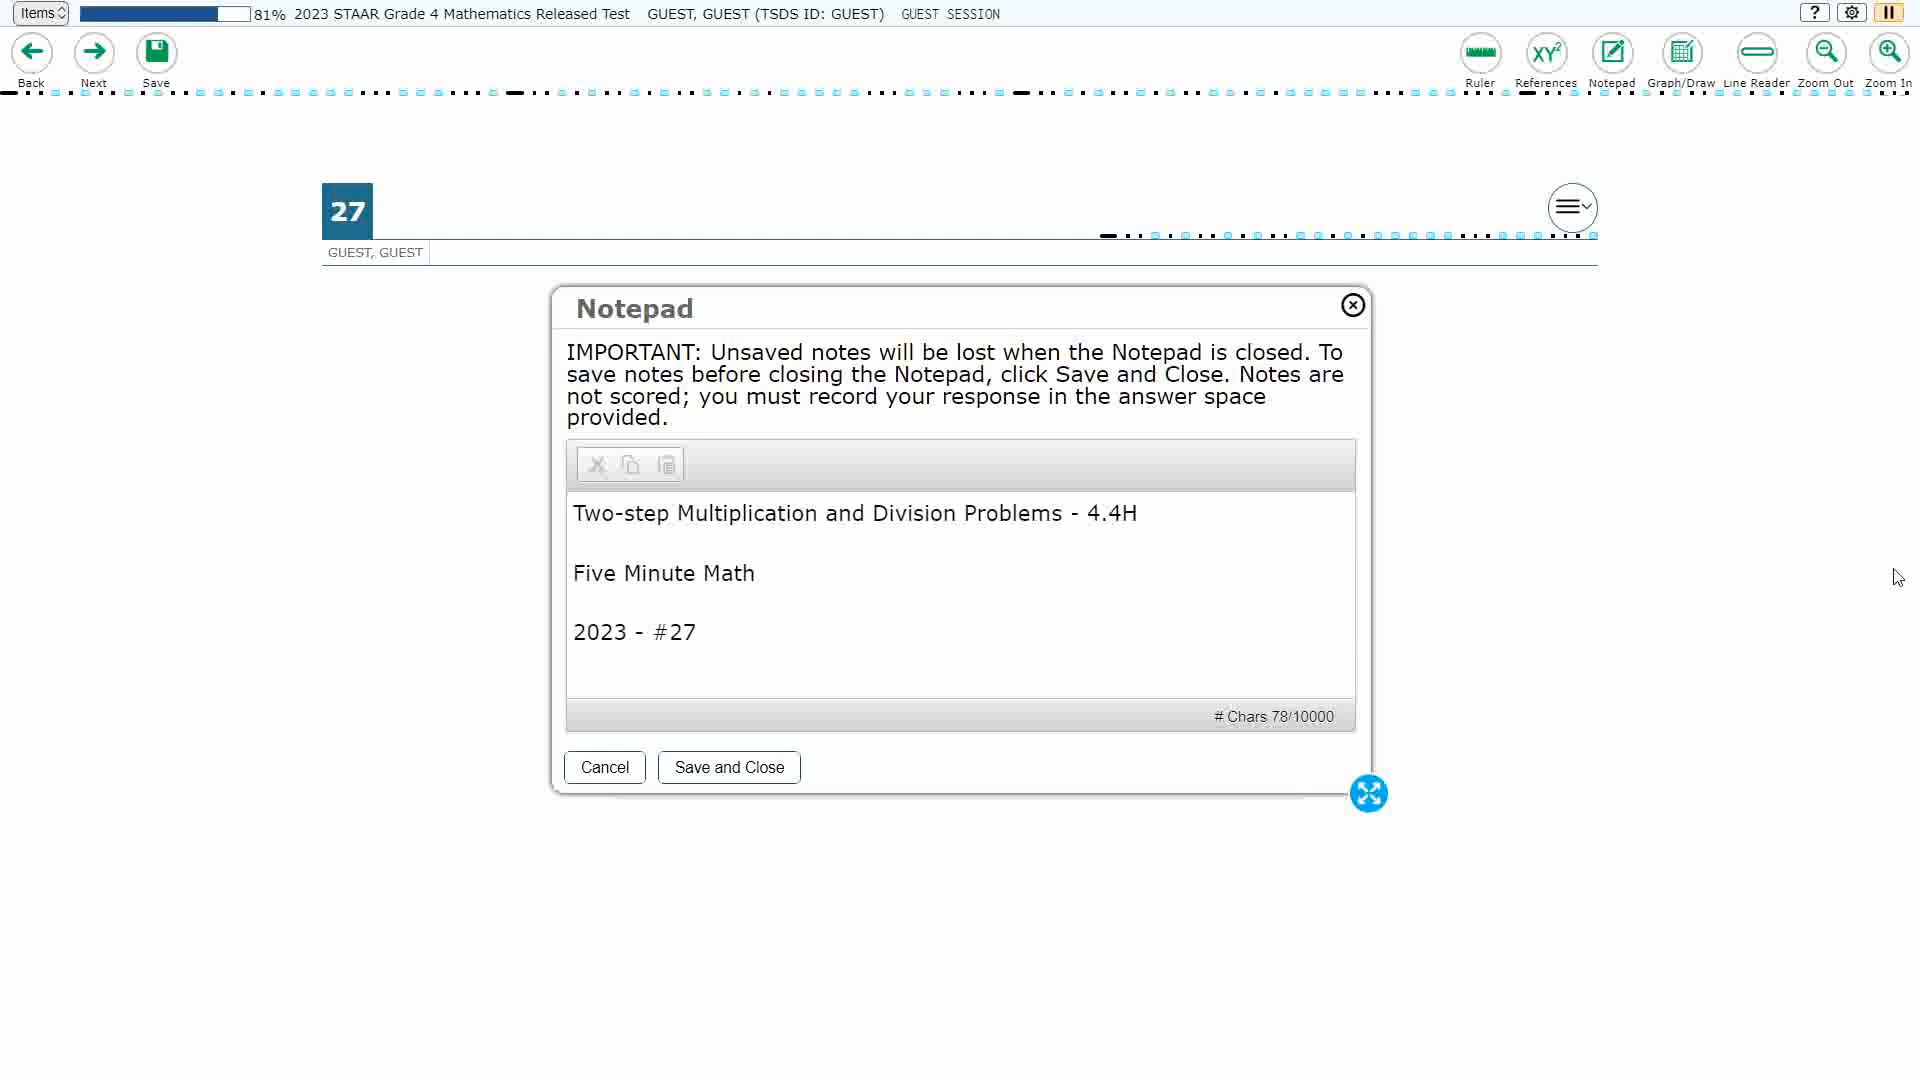 Items 81% 2023 STAAR Grade 4 Mathematics Released Test GUEST, GUEST (TSDS ID: GUEST) GUEST SESSION ?
Back Next Save XY2 Ruler References Notepad Graph/Draw Line Reader Zoom Out Zoom In
27
GUEST, GUEST
Notepad
IMPORTANT: Unsaved notes will be lost when the Notepad is closed. To
save notes before closing the Notepad, click Save and Close. Notes are
not scored; you must record your response in the answer space
provided.
Two-step Multiplication and Division Problems - 4.4H
Five Minute Math
2023 - #27
# Chars 78/10000
Cancel Save and Close